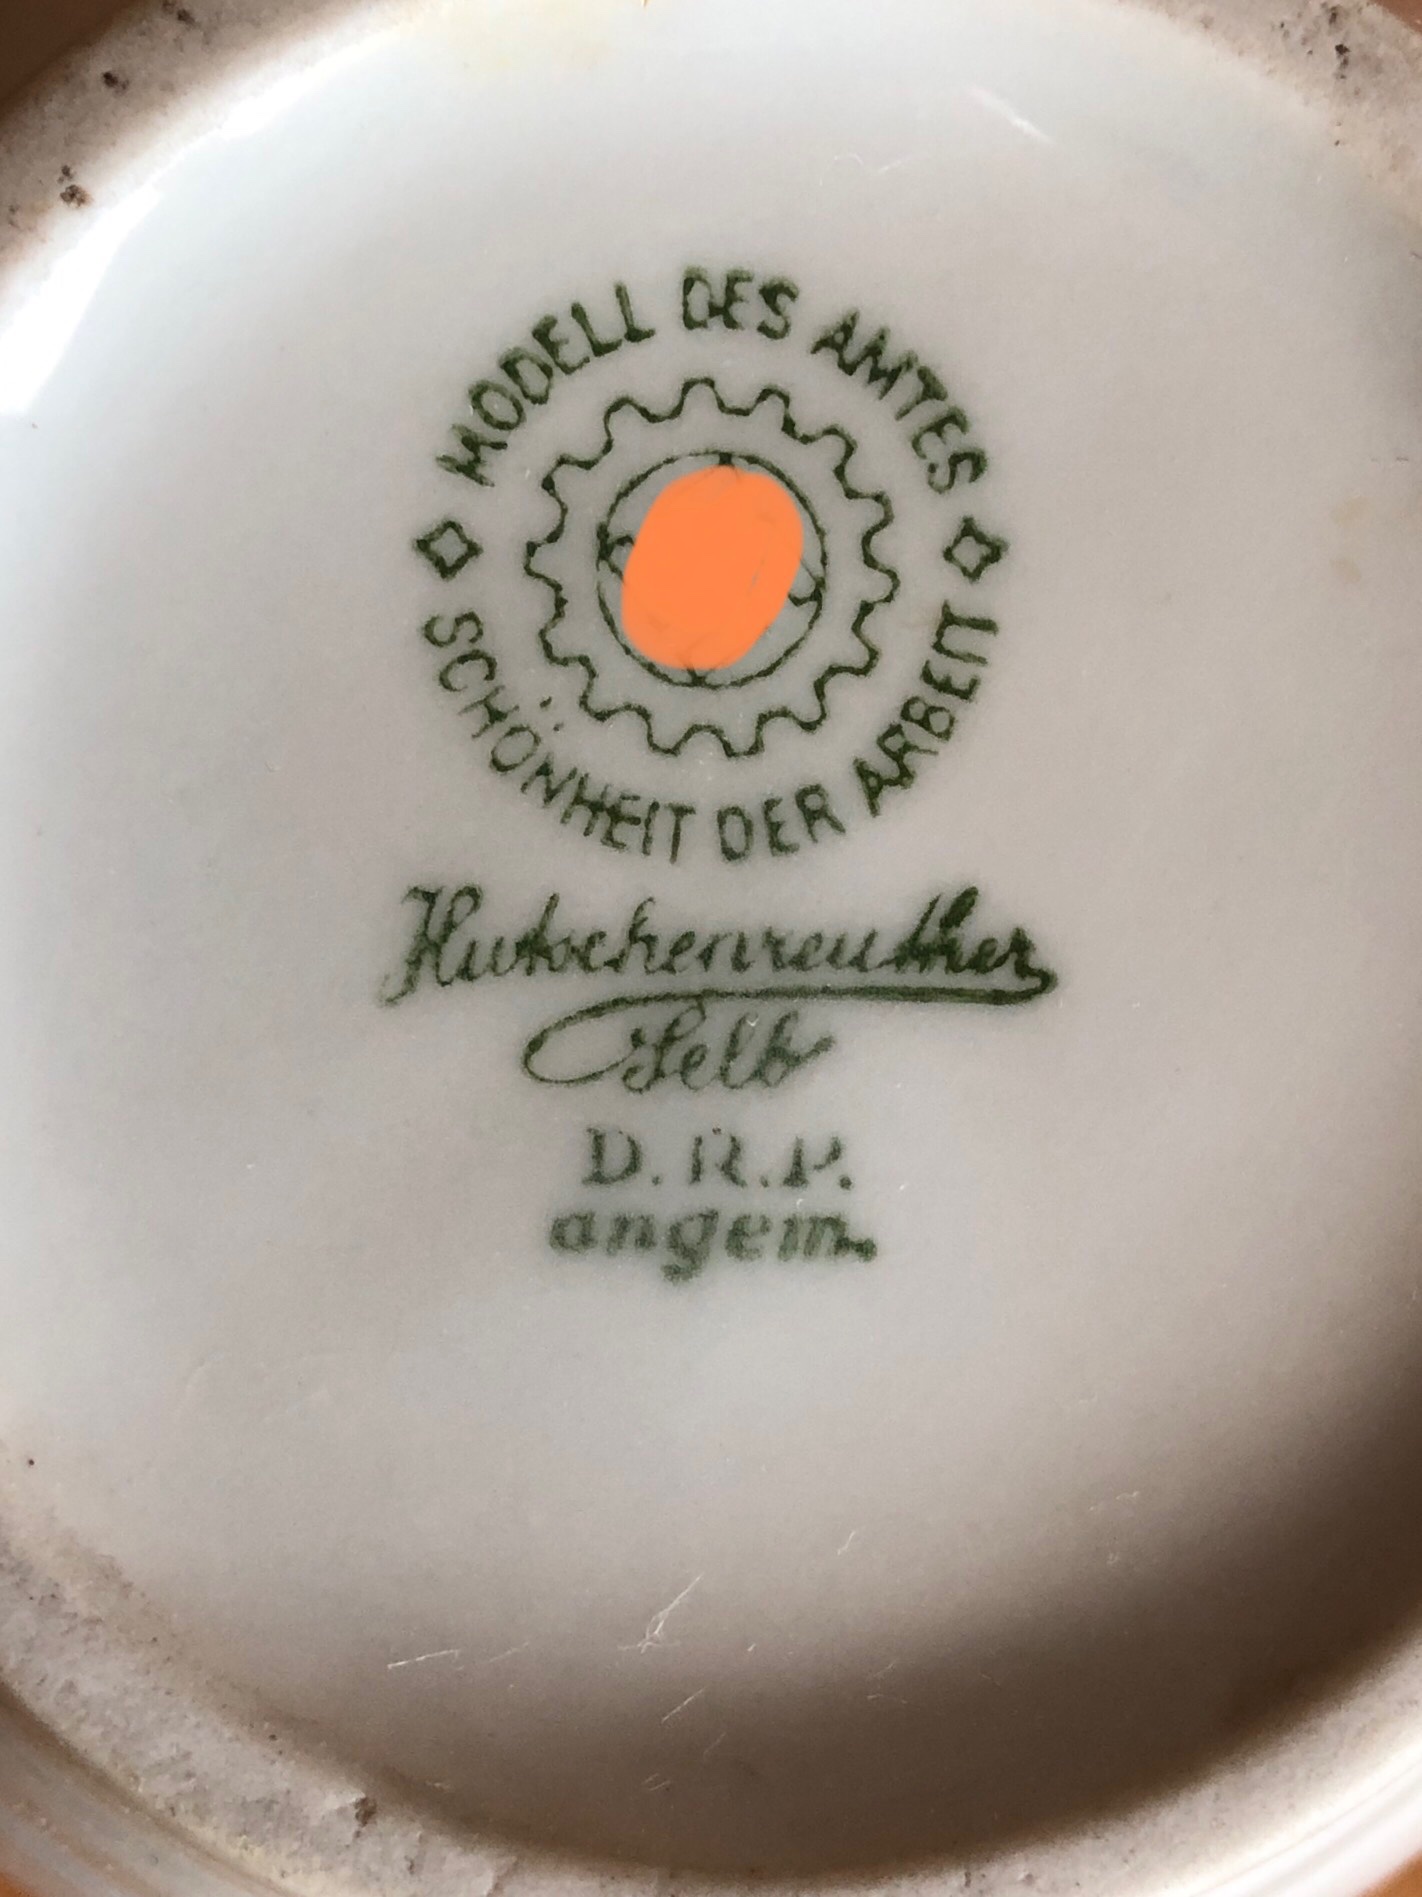 MODELL DES AMTES
SCHÖNHEIT DER ARBEIT
Hutschenreuther
Selb
D.R.P.
angem.